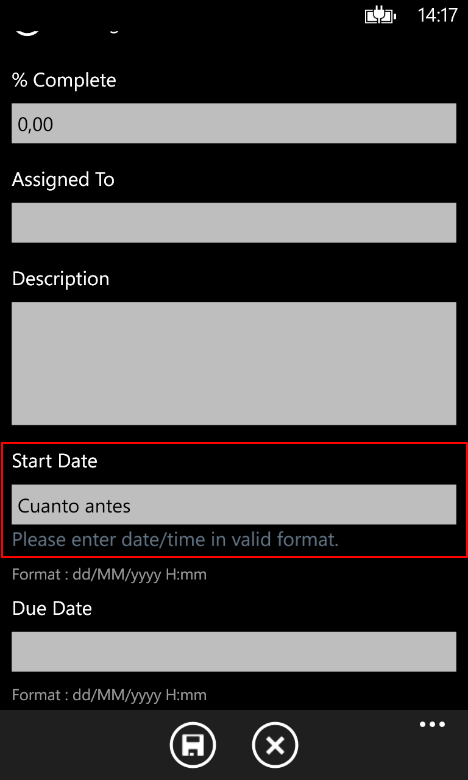 14:17
% Complete
0,00
Assigned To
Description
Start Date
Cuanto antes
Please enter date/time in valid format.
Format : dd/MM/yyyy H:mm
Due Date
Format : dd/MM/yyyy H:mm